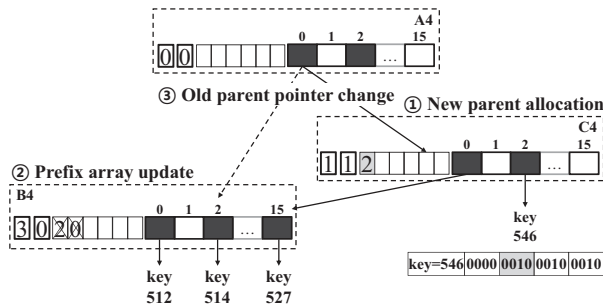 A4
0 1 2 15
0 0 ...
③ Old parent pointer change
① New parent allocation
C4
0 1 2 15
1 1 2 ...
② Prefix array update
B4
0 1 2 15
3 0 2 0 ...
key
546
key=546 0000 0010 0010 0010
key key key
512 514 527